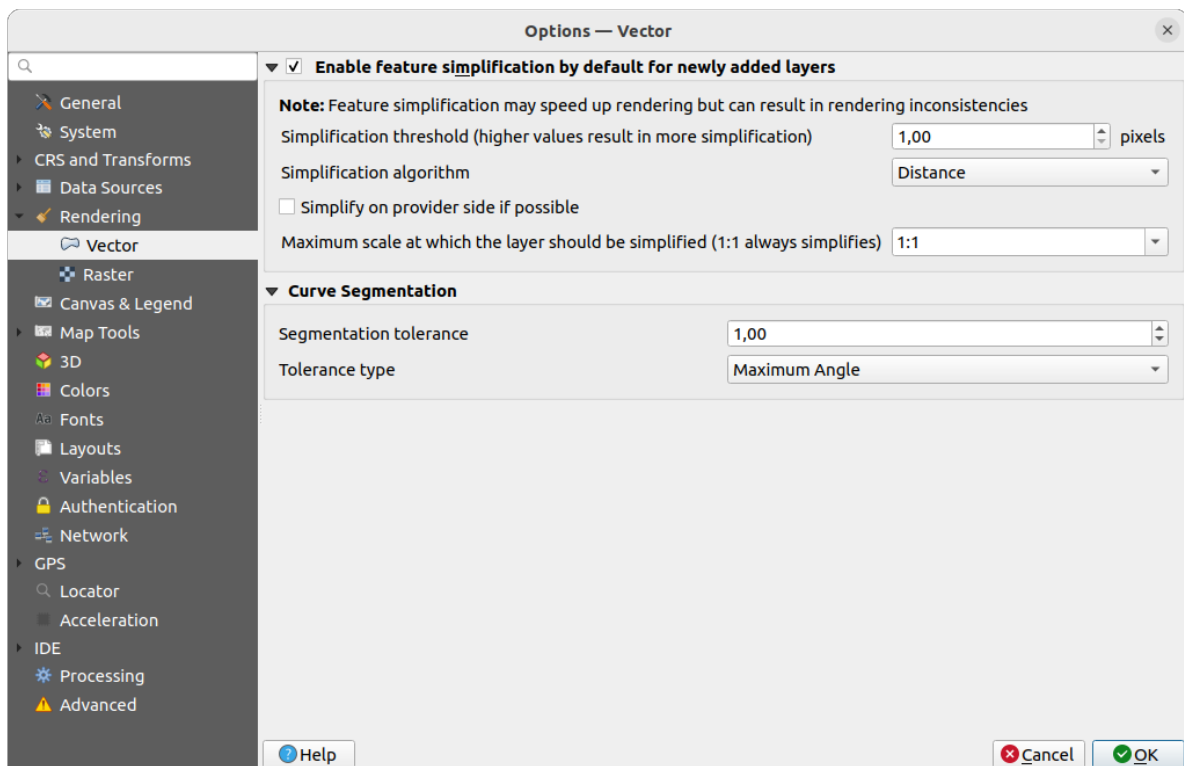 Options — Vector
General
System
CRS and Transforms
Data Sources
Rendering
Vector
Raster
Canvas & Legend
Map Tools
3D
Colors
Aa Fonts
Layouts
ε Variables
Authentication
Network
GPS
Locator
Acceleration
IDE
Processing
Advanced
Enable feature simplification by default for newly added layers
Note: Feature simplification may speed up rendering but can result in rendering inconsistencies
Simplification threshold (higher values result in more simplification) 1,00 pixels
Simplification algorithm Distance
Simplify on provider side if possible
Maximum scale at which the layer should be simplified (1:1 always simplifies) 1:1
Curve Segmentation
Segmentation tolerance 1,00
Tolerance type Maximum Angle
Help Cancel OK